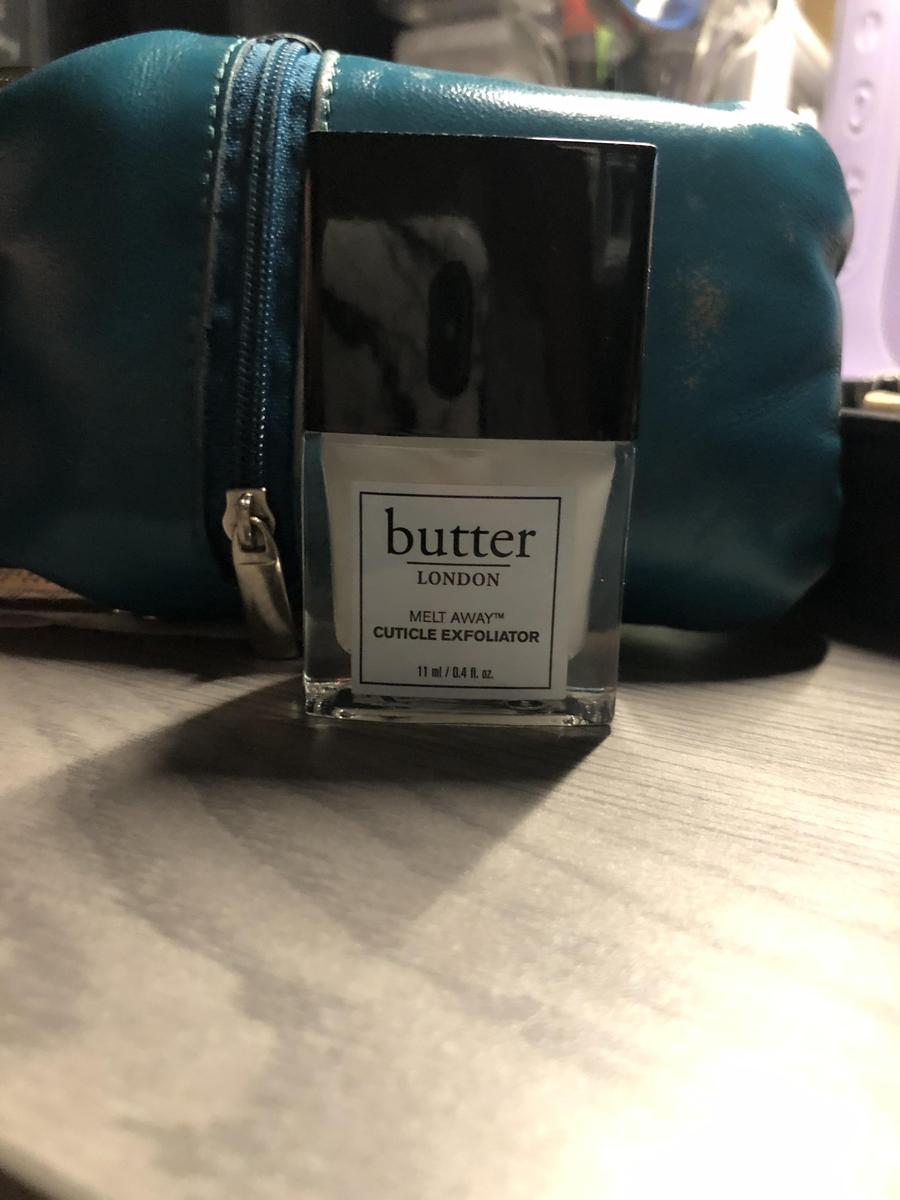 butter
LONDON
MELT AWAY™
CUTICLE EXFOLIATOR
11 ml / 0.4 fl. oz.